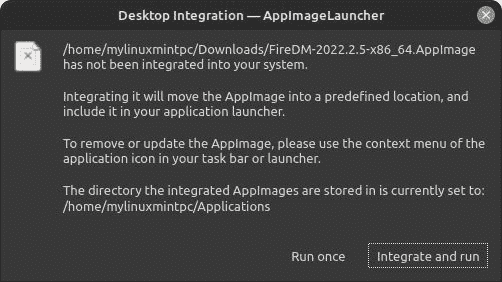 Desktop Integration — AppImageLauncher
/home/mylinuxmintpc/Downloads/FireDM-2022.2.5-x86_64.AppImage
has not been integrated into your system.
Integrating it will move the AppImage into a predefined location, and
include it in your application launcher.
To remove or update the AppImage, please use the context menu of the
application icon in your task bar or launcher.
The directory the integrated AppImages are stored in is currently set to:
/home/mylinuxmintpc/Applications
Run once Integrate and run